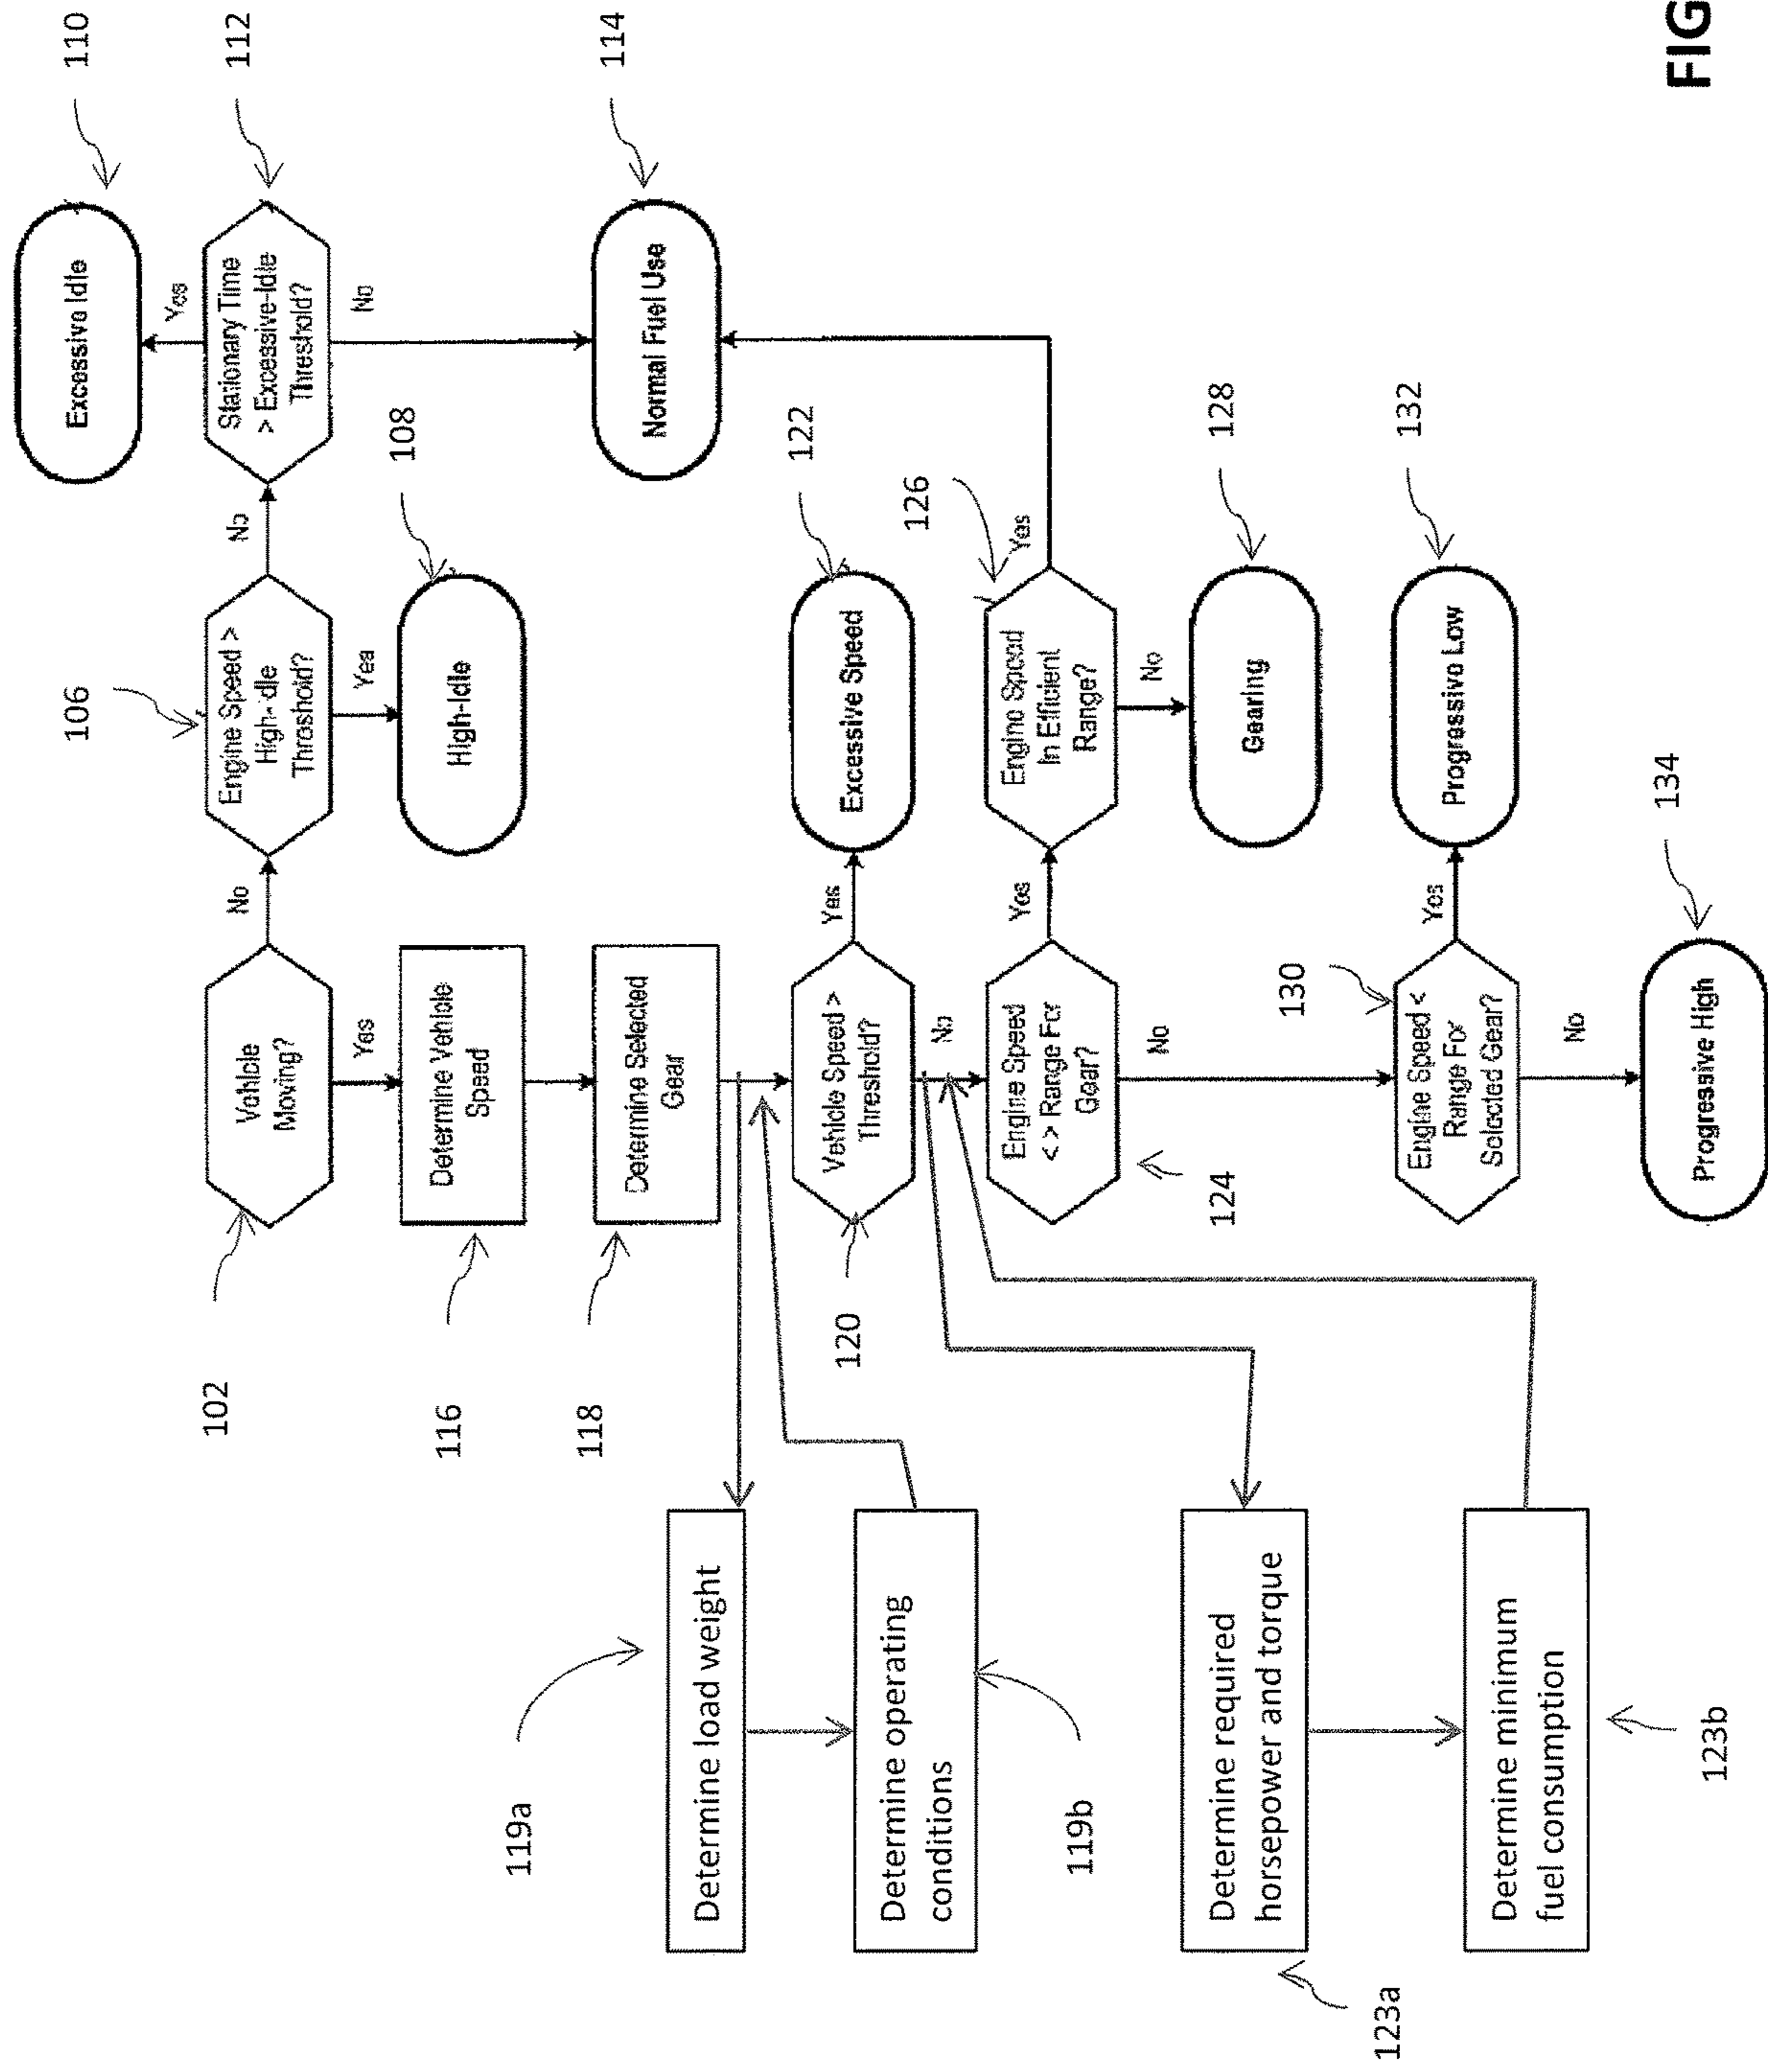 110
106
Excessive Idle
Yes
102
No
No
112
Vehicle
Moving?
Engine Speed >
High-Idle
Threshold?
Stationary Time
> Excessive-Idle
Threshold?
Yes
Yes
No
108
116
Determine Vehicle
Speed
High-Idle
119a
118
Determine Selected
Gear
114
Normal Fuel Use
Determine load weight
122
120
Yes
Vehicle Speed >
Threshold?
Excessive Speed
Determine operating
conditions
126
No
Yes
Yes
Engine Speed
< > Range For
Gear?
Engine Speed
In Efficient
Range?
119b
No
No
124
128
Determine required
horsepower and torque
Gearing
130
123a
132
Yes
Engine Speed <
Range For
Selected Gear?
Progressive Low
Determine minimum
fuel consumption
No
134
123b
Progressive High
FIG